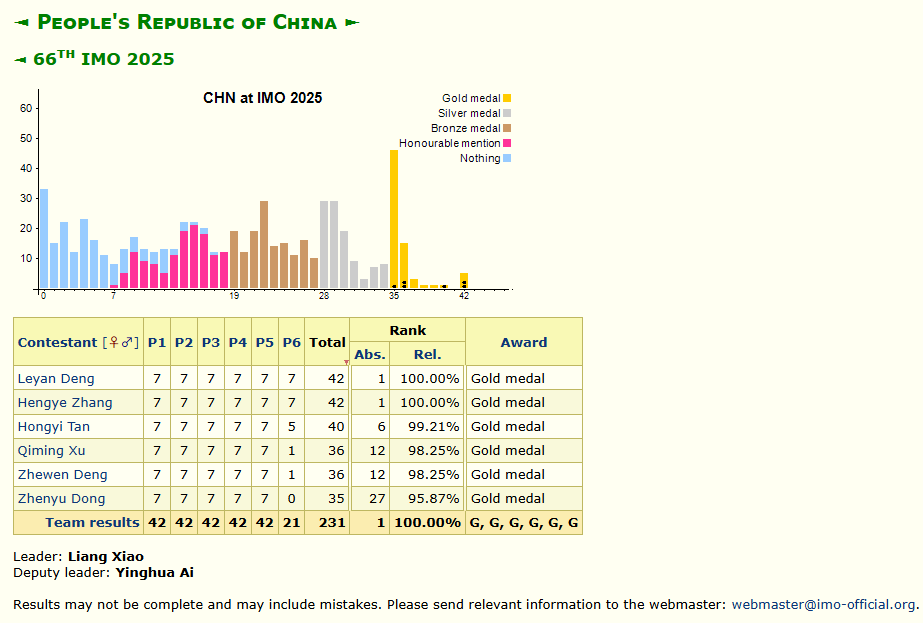 ◄ People's Republic of China ►
◄ 66TH IMO 2025
CHN at IMO 2025
Gold medal
Silver medal
Bronze medal
Honourable mention
Nothing
60
50
40
30
20
10
0 7 19 28 35 42
Contestant [♀♂] P1 P2 P3 P4 P5 P6 Total Rank Award
Abs. Rel.
Leyan Deng 7 7 7 7 7 7 42 1 100.00% Gold medal
Hengye Zhang 7 7 7 7 7 7 42 1 100.00% Gold medal
Hongyi Tan 7 7 7 7 7 5 40 6 99.21% Gold medal
Qiming Xu 7 7 7 7 7 1 36 12 98.25% Gold medal
Zhewen Deng 7 7 7 7 7 1 36 12 98.25% Gold medal
Zhenyu Dong 7 7 7 7 7 0 35 27 95.87% Gold medal
Team results 42 42 42 42 42 21 231 1 100.00% G, G, G, G, G, G
Leader: Liang Xiao
Deputy leader: Yinghua Ai
Results may not be complete and may include mistakes. Please send relevant information to the webmaster: webmaster@imo-official.org.